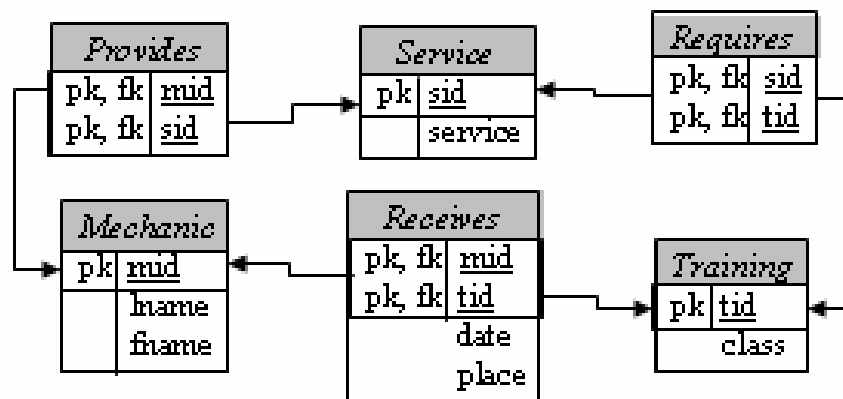 Provides
pk, fk mid
pk, fk sid
Service
pk sid
service
Requires
pk, fk sid
pk, fk tid
Mechanic
pk mid
lname
fname
Receives
pk, fk mid
pk, fk tid
date
place
Training
pk tid
class